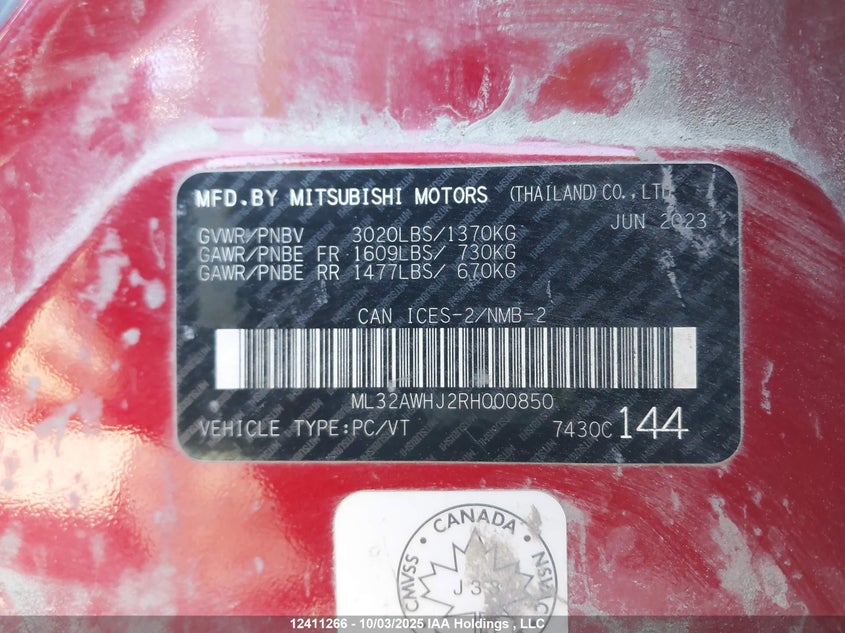 MFD.BY MITSUBISHI MOTORS (THAILAND)CO.,LTD
JUN 2023
GVWR/PNBV 3020LBS/1370KG
GAWR/PNBE FR 1609LBS/ 730KG
GAWR/PNBE RR 1477LBS/ 670KG
CAN ICES-2/NMB-2
ML32AWHJ2RH000850
VEHICLE TYPE:PC/VT 7430C 144
CANADA
CMVSS
NSVAC
12411266 - 10/03/2025 IAA Holdings , LLC